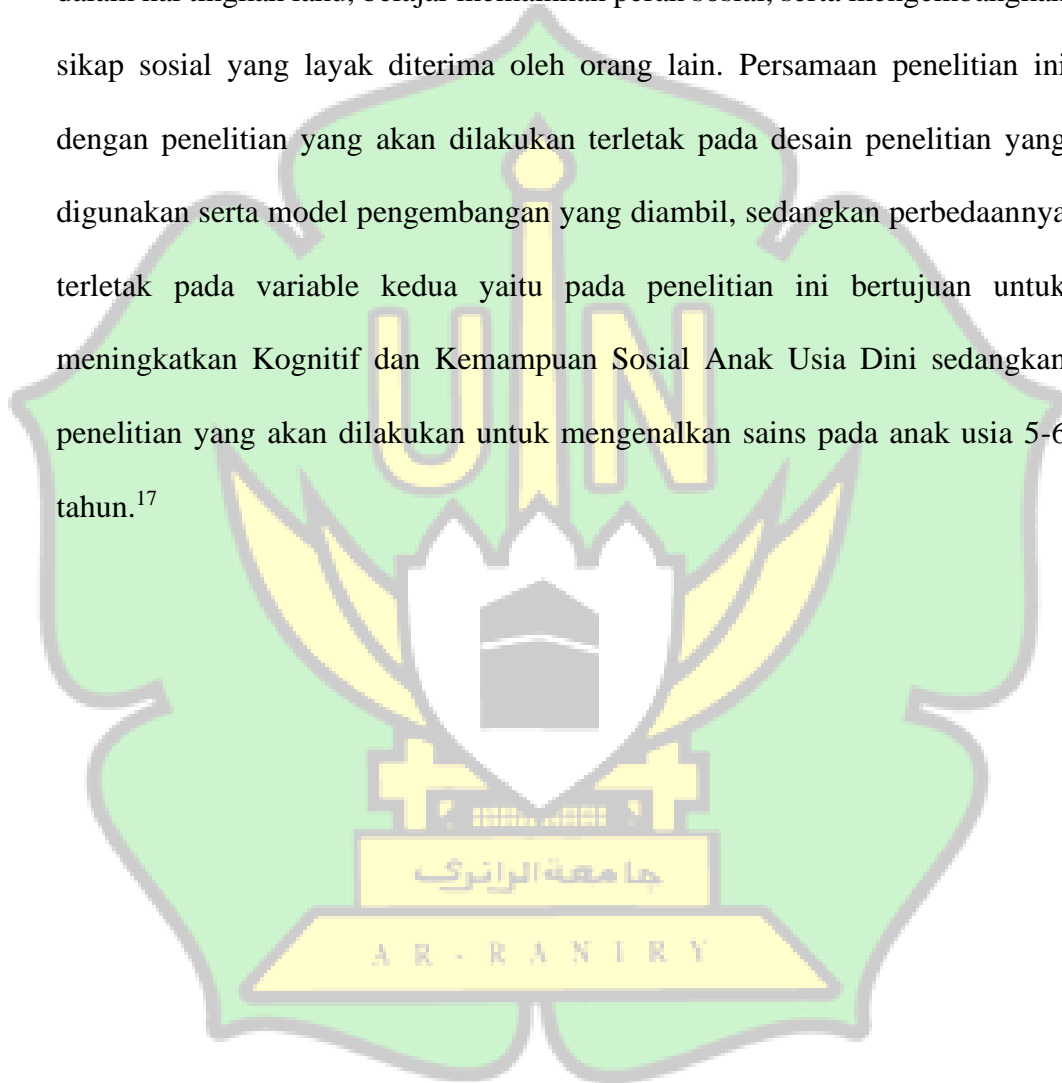 sikap sosial yang layak diterima oleh orang lain. Persamaan penelitian ini
dengan penelitian yang akan dilakukan terletak pada desain penelitian yang
digunakan serta model pengembangan yang diambil, sedangkan perbedaannya
terletak pada variable kedua yaitu pada penelitian ini bertujuan untuk
meningkatkan Kognitif dan Kemampuan Sosial Anak Usia Dini sedangkan
penelitian yang akan dilakukan untuk mengenalkan sains pada anak usia 5-6
tahun.17
UIN
جامعة الرانري
AR-RANIRY